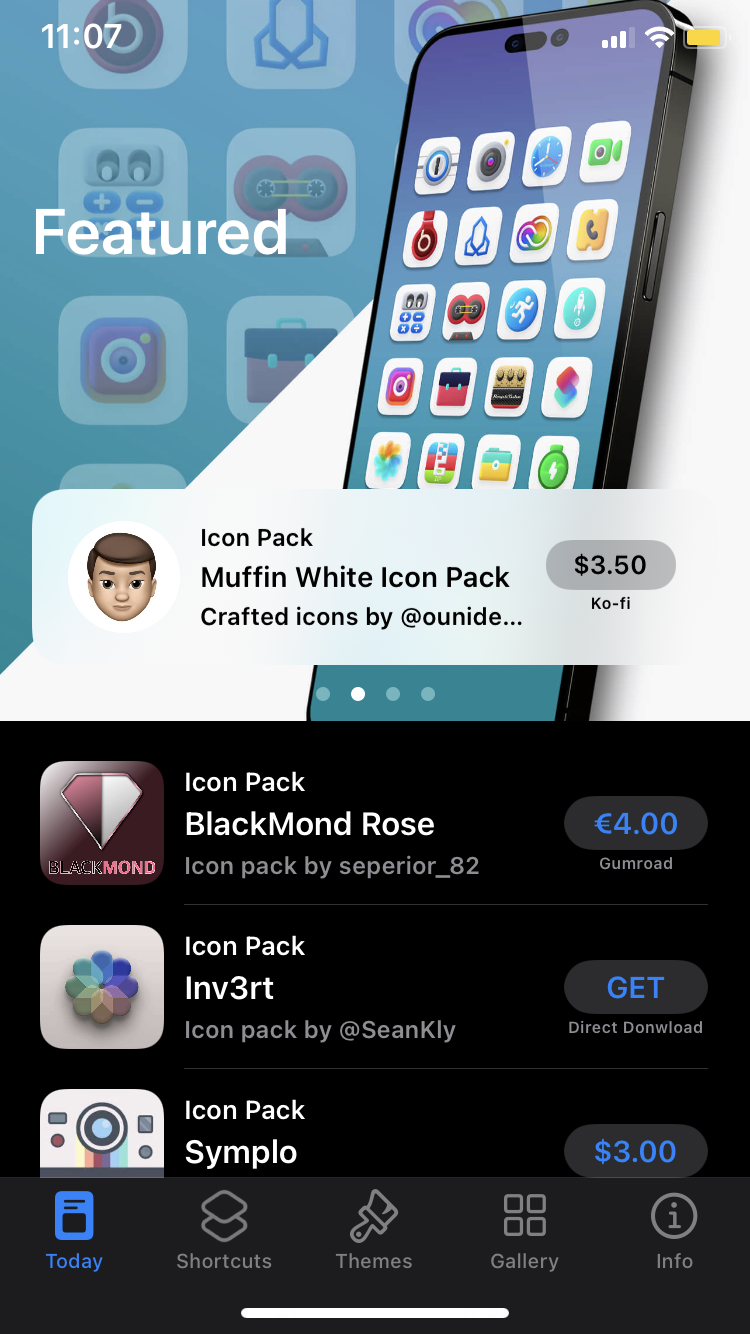 11:07
Featured
Icon Pack
Muffin White Icon Pack
Crafted icons by @ounide...
$3.50
Ko-fi
Icon Pack
BlackMond Rose
Icon pack by seperior_82
€4.00
Gumroad
BLACKMOND
Icon Pack
Inv3rt
Icon pack by @SeanKly
GET
Direct Donwload
Icon Pack
Symplo
$3.00
Today
Shortcuts
Themes
Gallery
Info